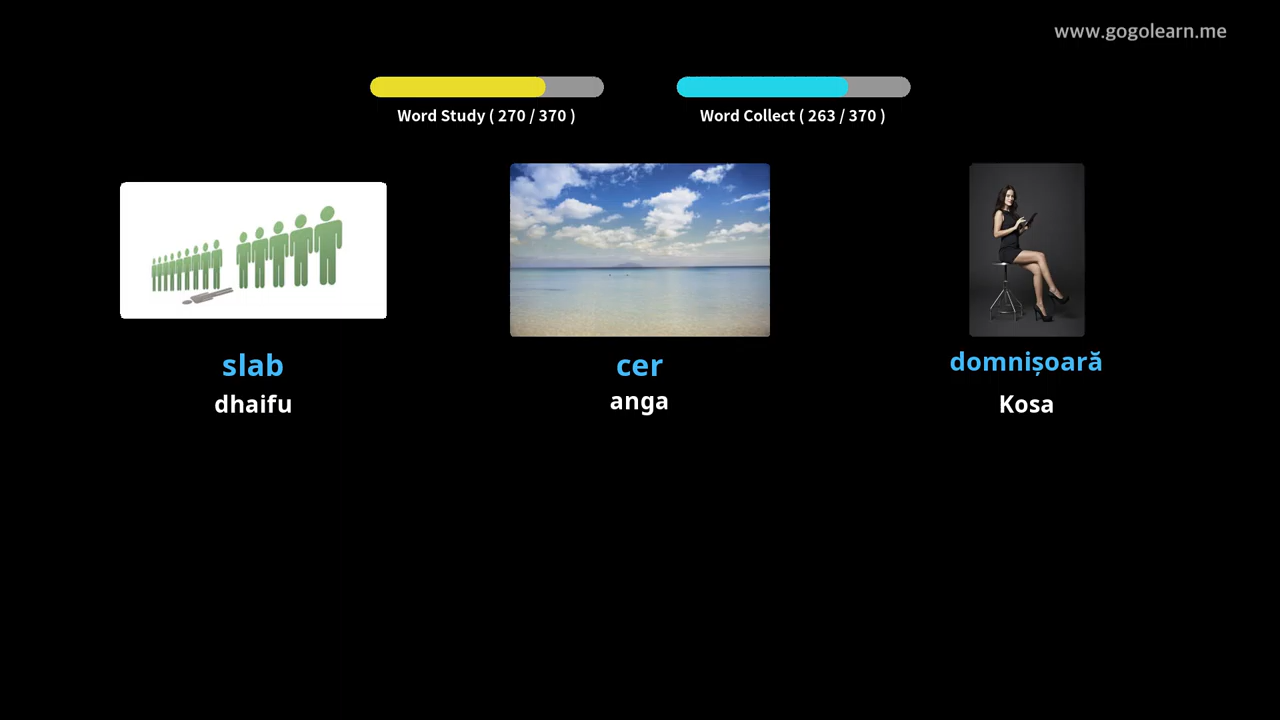 www.gogolearn.me
Word Study ( 270 / 370 )
Word Collect ( 263 / 370 )
slab
cer
domnișoară
dhaifu
anga
Kosa